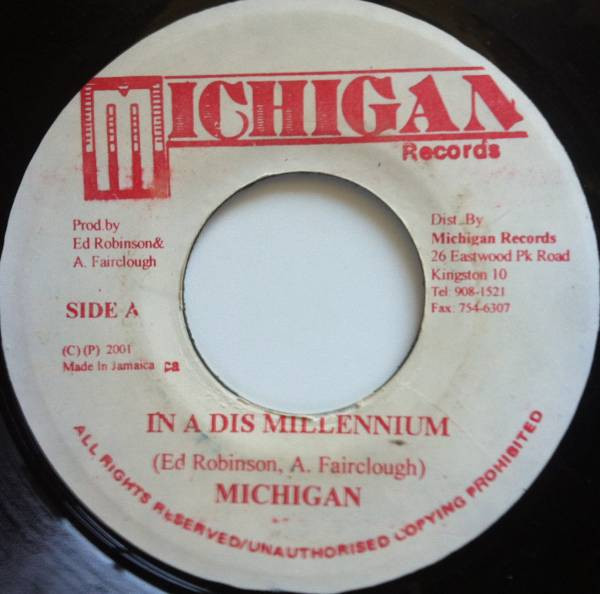 MICHIGAN
Records
Prod.by
Ed Robinson&
A. Fairclough
SIDE A
(C) (P) 2001
Made In Jamaica ca
Dist. By
Michigan Records
26 Eastwood Pk Road
Kingston 10
Tel: 908-1521
Fax: 754-6307
IN A DIS MILLENNIUM
(Ed Robinson, A. Fairclough)
MICHIGAN
ALL RIGHTS RESERVED/UNAUTHORISED COPYING PROHIBITED